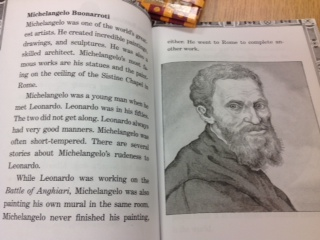 Michelangelo Buonarroti
Michelangelo was one of the world's great-
est artists. He created incredible paintings,
drawings, and sculptures. He was also a
skilled architect. Michelangelo's most
mous works are his statues and the paint-
ing on the ceiling of the Sistine Chapel in
Rome.
Michelangelo was a young man when he
met Leonardo. Leonardo was in his fifties.
The two did not get along. Leonardo always
had very good manners. Michelangelo was
often short-tempered. There are several
stories about Michelangelo's rudeness to
Leonardo.
While Leonardo was working on the
Battle of Anghiari, Michelangelo was also
painting his own mural in the same room.
Michelangelo never finished his painting,
either. He went to Rome to complete an-
other work.